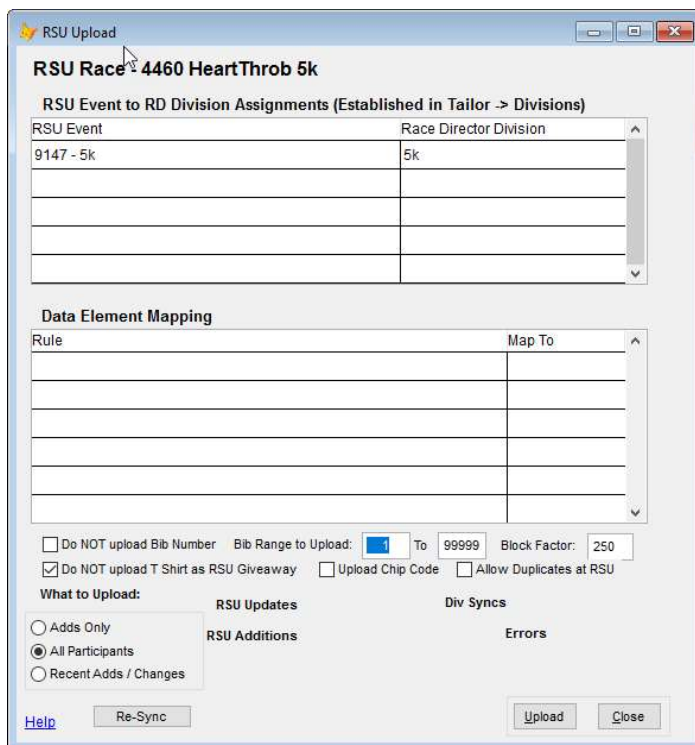 RSU Upload
RSU Race - 4460 HeartThrob 5k
RSU Event to RD Division Assignments (Established in Tailor -> Divisions)
RSU Event Race Director Division
9147 - 5k 5k
Data Element Mapping
Rule Map To
Do NOT upload Bib Number Bib Range to Upload: 1 To 99999 Block Factor: 250
Do NOT upload T Shirt as RSU Giveaway Upload Chip Code Allow Duplicates at RSU
What to Upload: RSU Updates Div Syncs
Adds Only RSU Additions Errors
All Participants
Recent Adds / Changes
Help Re-Sync Upload Close